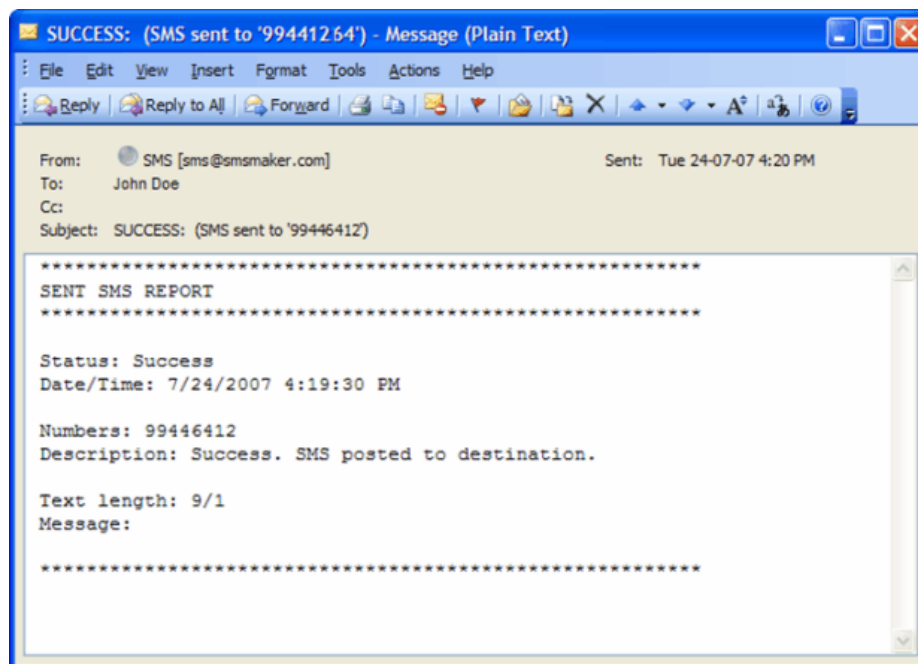 SUCCESS: (SMS sent to '99441264') - Message (Plain Text)
File Edit View Insert Format Tools Actions Help
Reply Reply to All Forward
From: SMS [sms@smsmaker.com] Sent: Tue 24-07-07 4:20 PM
To: John Doe
Cc:
Subject: SUCCESS: (SMS sent to '99446412')
*********************************************************
SENT SMS REPORT
*********************************************************
Status: Success
Date/Time: 7/24/2007 4:19:30 PM
Numbers: 99446412
Description: Success. SMS posted to destination.
Text length: 9/1
Message:
*********************************************************